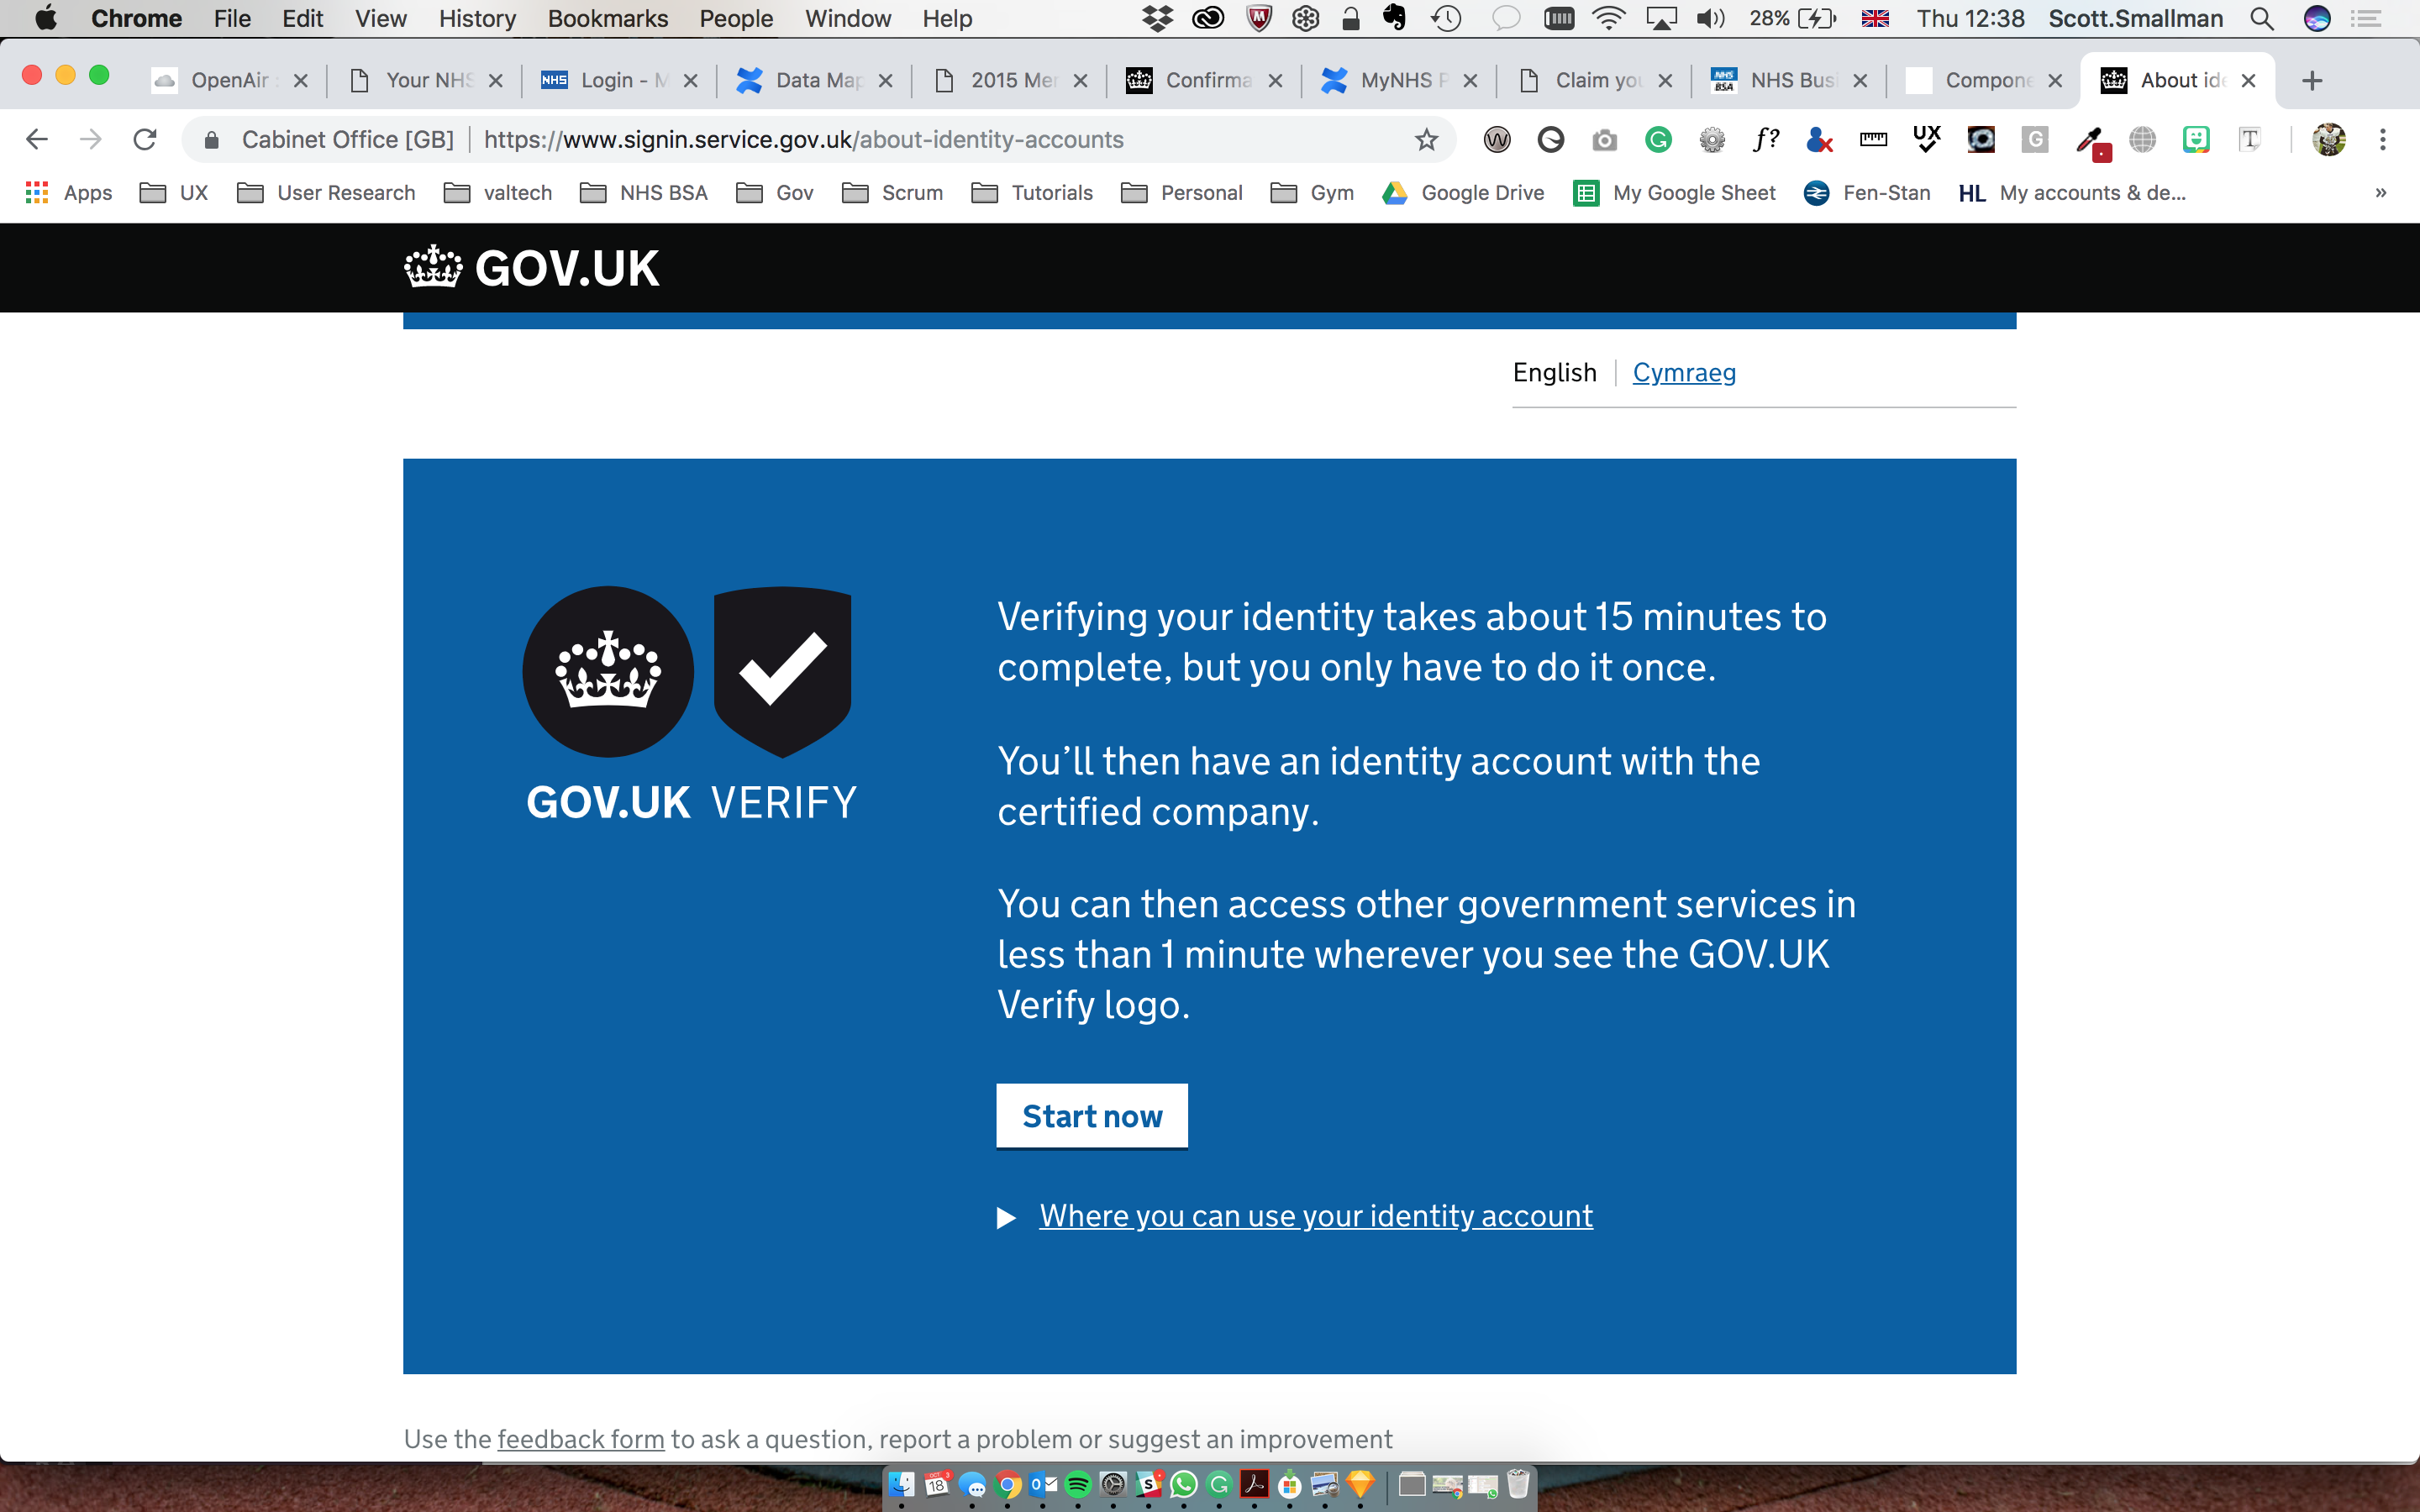 Chrome File Edit View History Bookmarks People Window Help 28% Thu 12:38 Scott.Smallman
OpenAir Your NHS NHS Login - M Data Map 2015 Mer Confirma MyNHS P Claim you NHS BSA NHS Busi Compone About ide
Cabinet Office [GB] https://www.signin.service.gov.uk/about-identity-accounts f? UX G T
Apps UX User Research valtech NHS BSA Gov Scrum Tutorials Personal Gym Google Drive My Google Sheet Fen-Stan HL My accounts & de... »
GOV.UK
English Cymraeg
GOV.UK VERIFY
Verifying your identity takes about 15 minutes to
complete, but you only have to do it once.
You’ll then have an identity account with the
certified company.
You can then access other government services in
less than 1 minute wherever you see the GOV.UK
Verify logo.
Start now
Where you can use your identity account
Use the feedback form to ask a question, report a problem or suggest an improvement
OCT 18